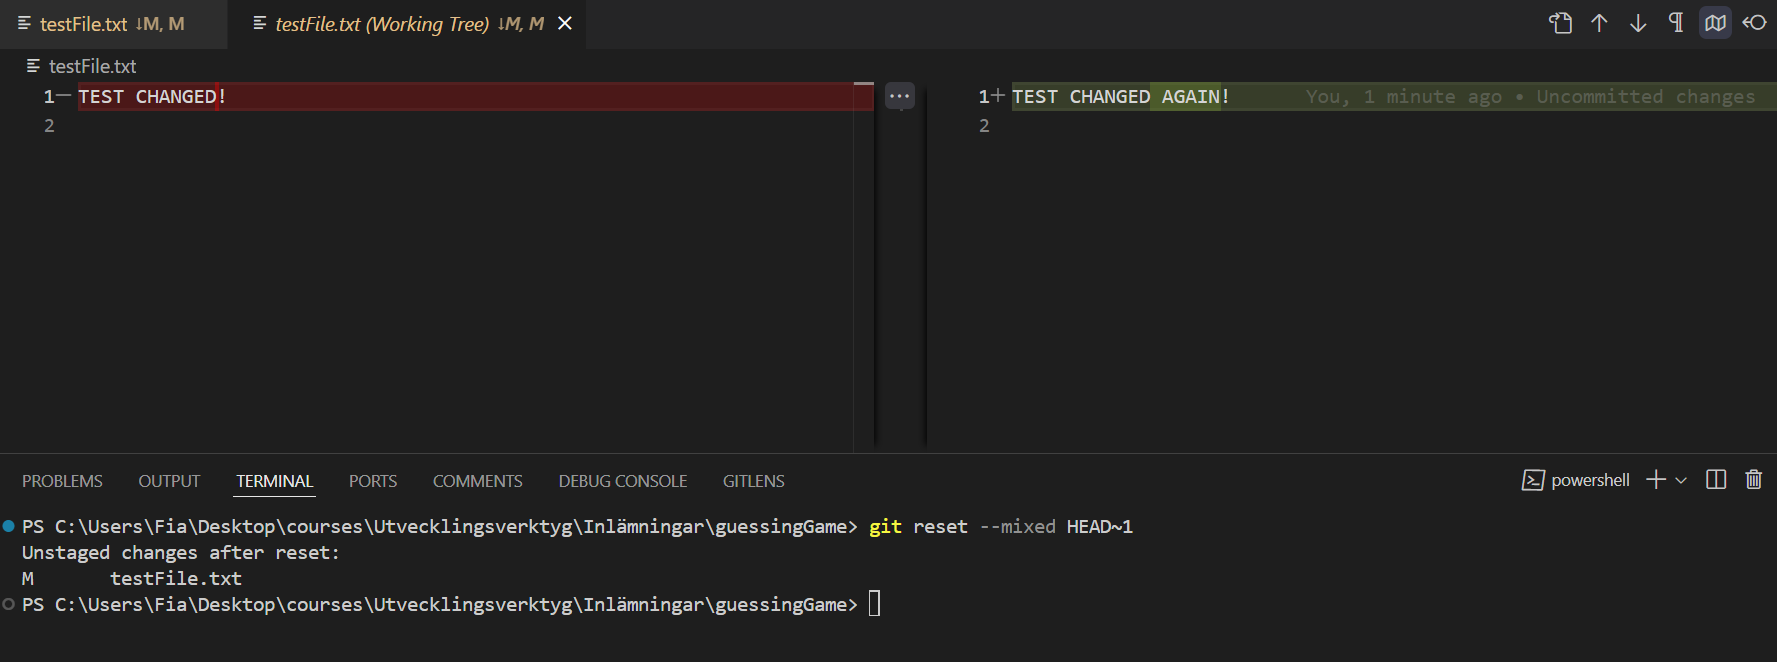 testFile.txt ↓M, M
testFile.txt (Working Tree) ↓M, M
testFile.txt
1 — TEST CHANGED!
2
1 + TEST CHANGED AGAIN! You, 1 minute ago • Uncommitted changes
2
PROBLEMS OUTPUT TERMINAL PORTS COMMENTS DEBUG CONSOLE GITLENS
powershell
PS C:\Users\Fia\Desktop\courses\Utvecklingsverktyg\Inlämningar\guessingGame> git reset --mixed HEAD~1
Unstaged changes after reset:
M testFile.txt
PS C:\Users\Fia\Desktop\courses\Utvecklingsverktyg\Inlämningar\guessingGame>